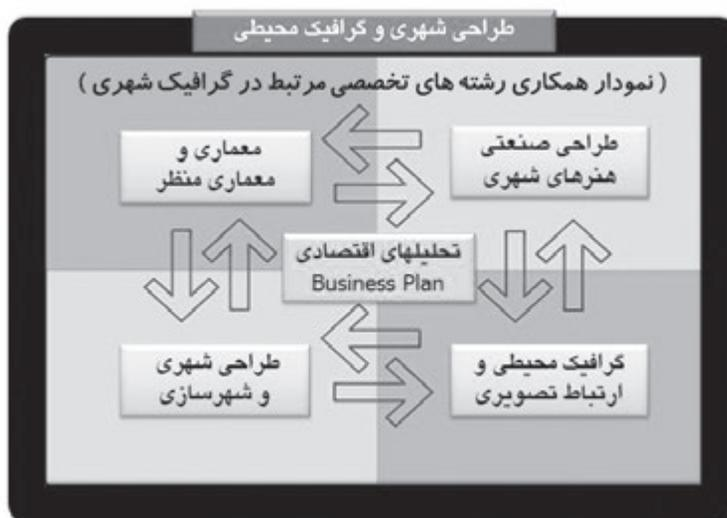 طراحی شهری و گرافیک محیطی
( نمودار همکاری رشته های تخصصی مرتبط در گرافیک شهری )
طراحی صنعتی
هنرهای شهری
معماری و
معماری منظر
تحلیلهای اقتصادی
Business Plan
گرافیک محیطی و
ارتباط تصویری
طراحی شهری
و شهرسازی